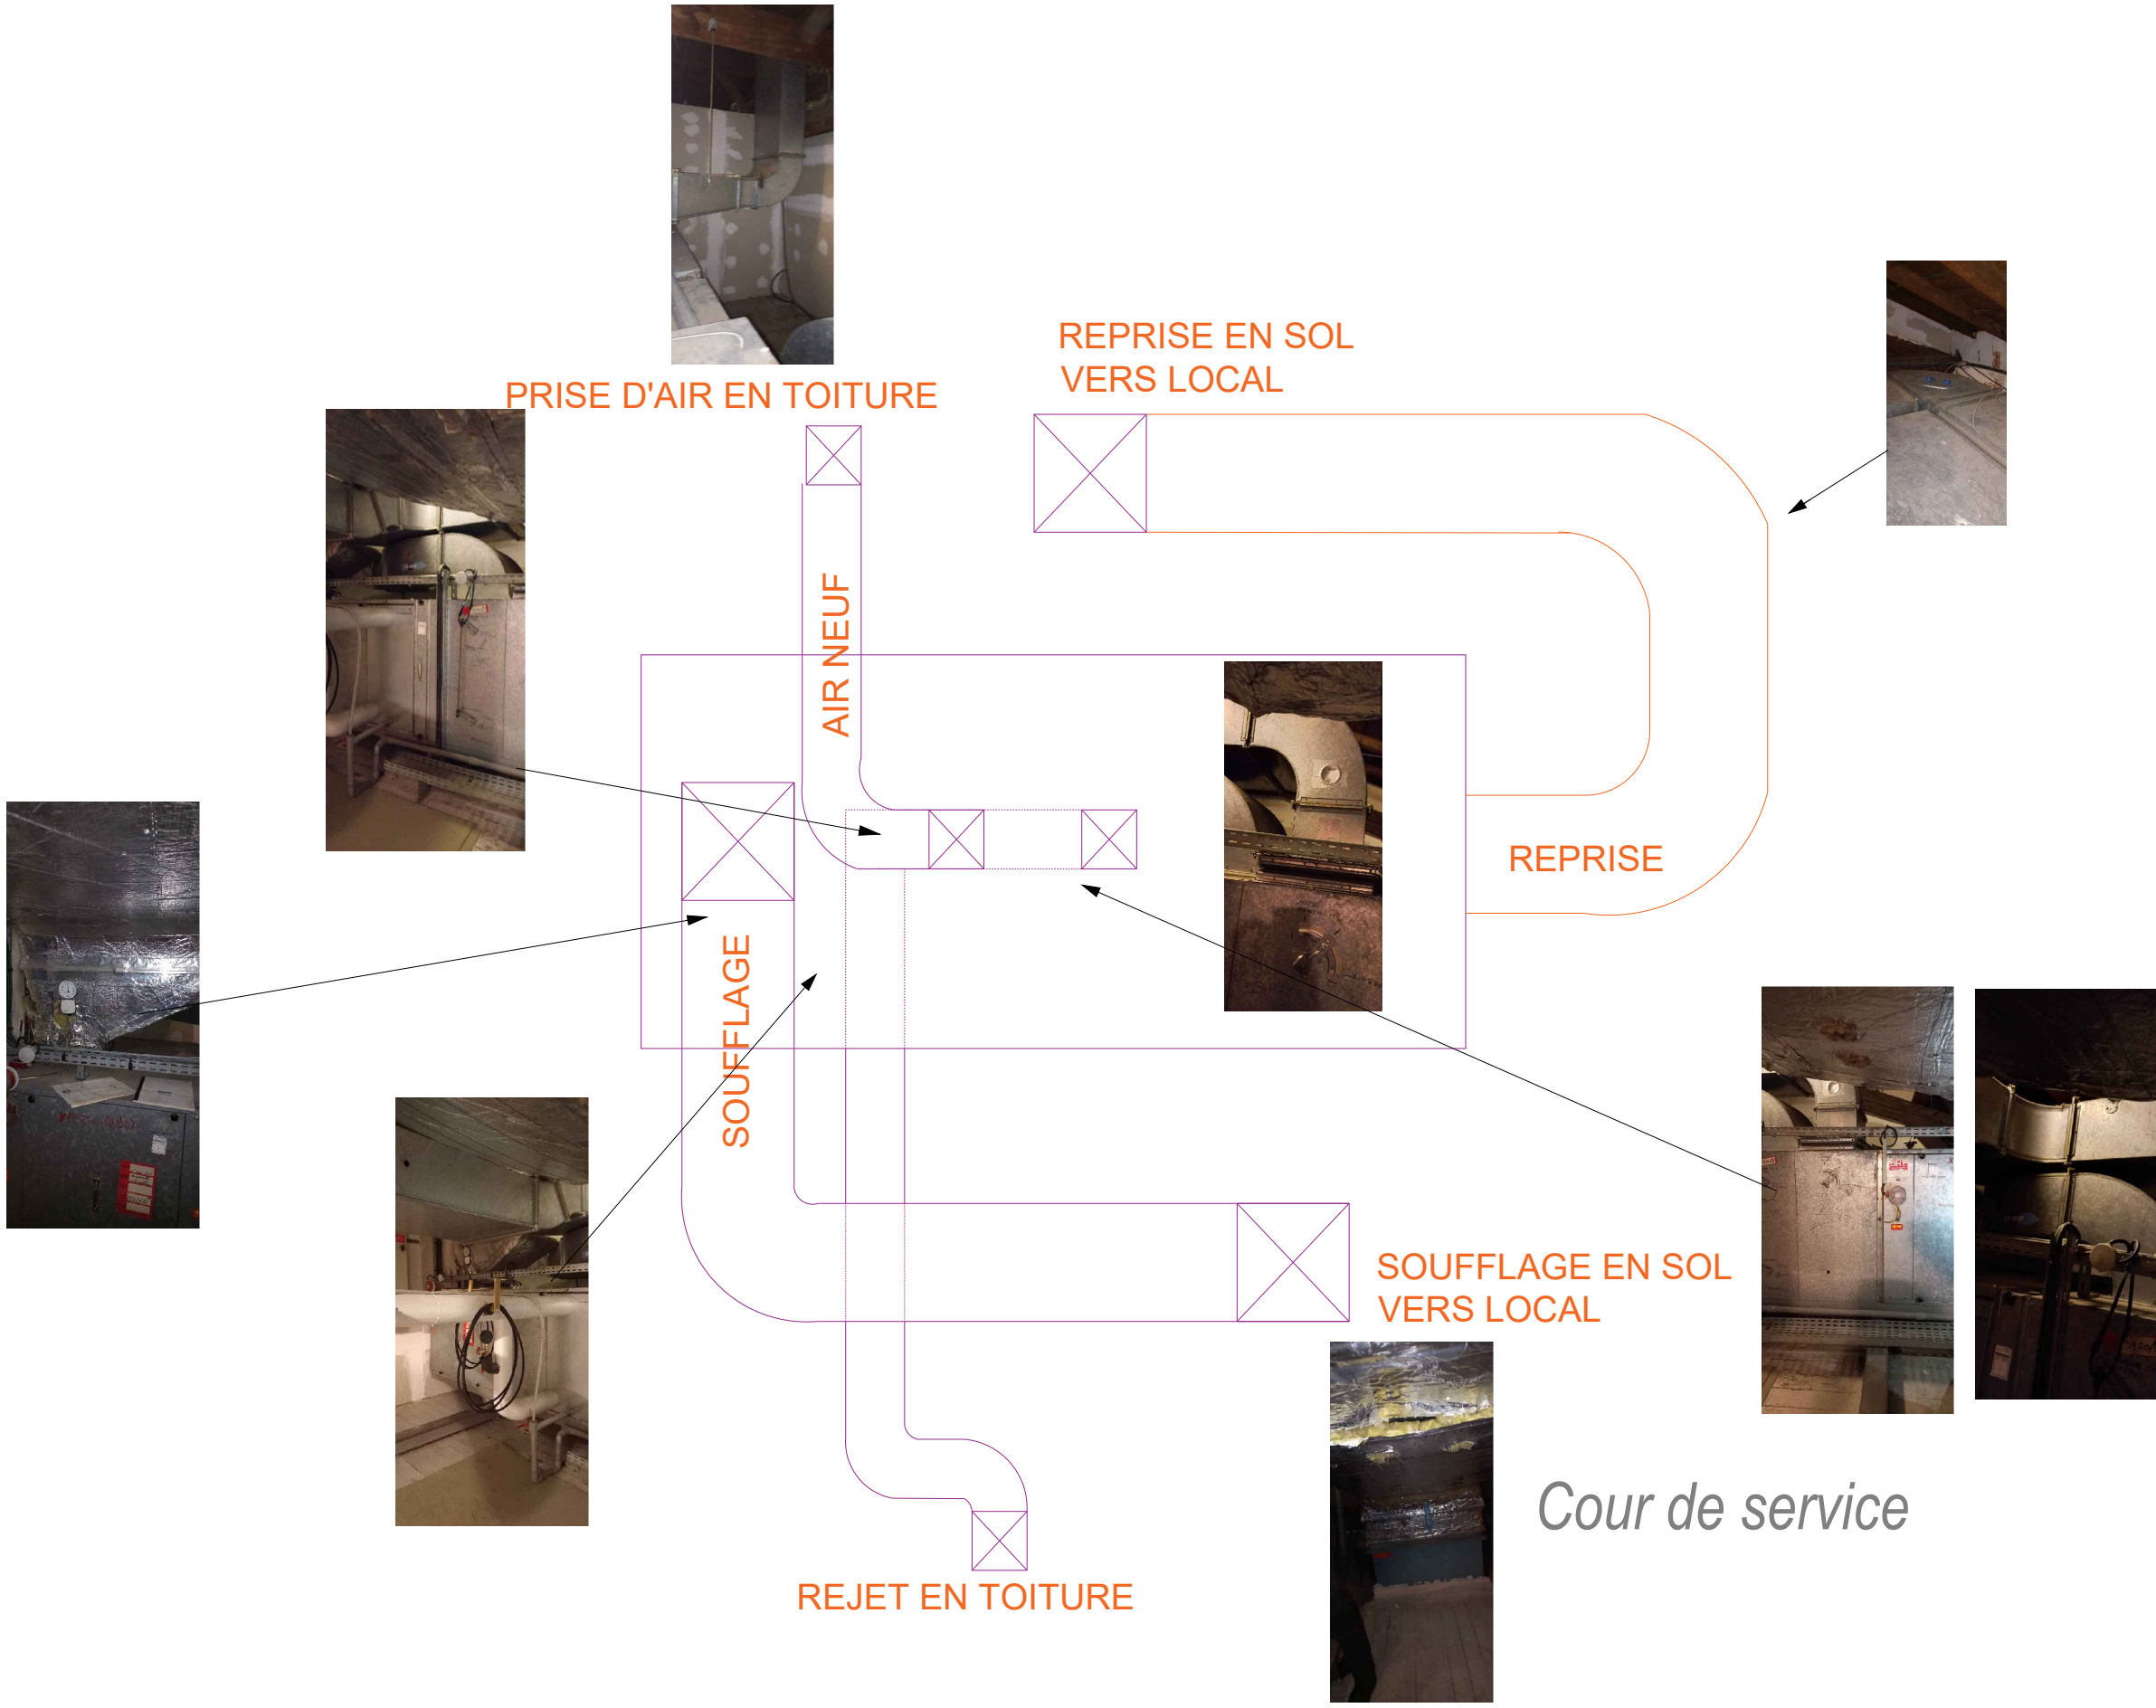 REPRISE EN SOL
VERS LOCAL
PRISE D'AIR EN TOITURE
AIR NEUF
REPRISE
SOUFFLAGE
SOUFFLAGE EN SOL
VERS LOCAL
Cour de service
REJET EN TOITURE